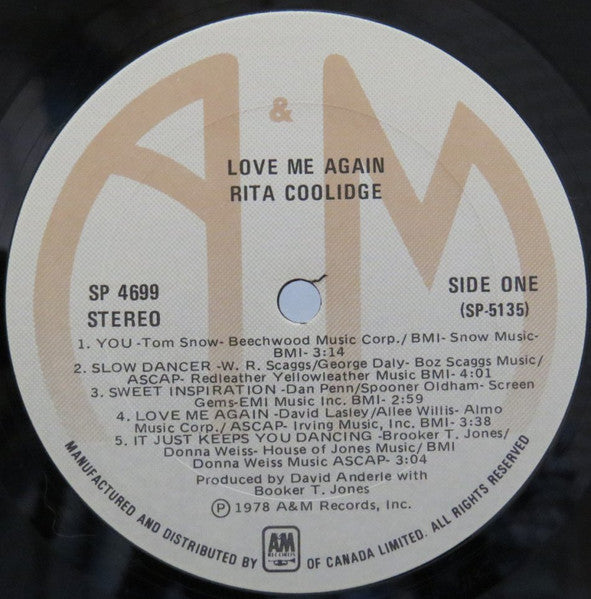 A&M
LOVE ME AGAIN
RITA COOLIDGE
SP 4699
STEREO
SIDE ONE
(SP-5135)
1. YOU -Tom Snow- Beechwood Music Corp./ BMI- Snow Music-
BMI- 3:14
2. SLOW DANCER -W. R. Scaggs/George Daly- Boz Scaggs Music/
ASCAP- Redleather Yellowleather Music BMI- 4:01
3. SWEET INSPIRATION -Dan Penn/Spooner Oldham- Screen
Gems-EMI Music Inc. BMI- 2:59
4. LOVE ME AGAIN -David Lasley/Allee Willis- Almo
Music Corp./ ASCAP- Irving Music, Inc. BMI- 3:38
5. IT JUST KEEPS YOU DANCING -Brooker T. Jones/
Donna Weiss- House of Jones Music/ BMI
Donna Weiss Music ASCAP- 3:04
Produced by David Anderle with
Booker T. Jones
℗ 1978 A&M Records, Inc.
MANUFACTURED AND DISTRIBUTED BY A&M RECORDS OF CANADA LIMITED. ALL RIGHTS RESERVED